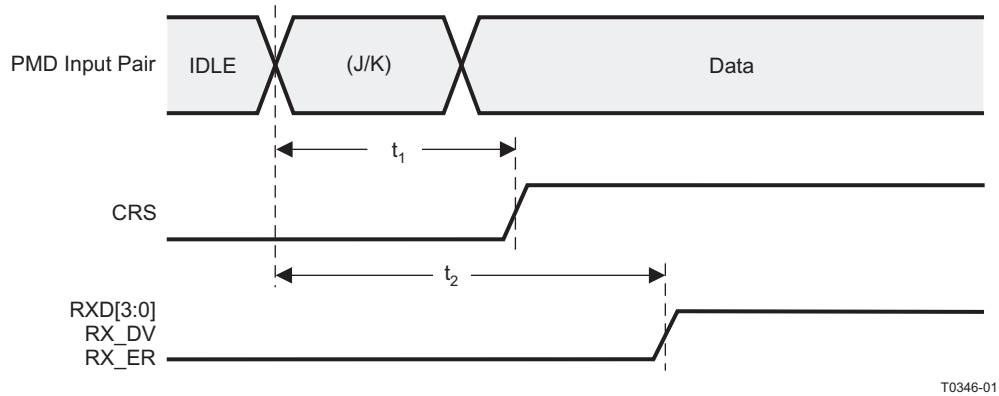 PMD Input Pair
IDLE
(J/K)
Data
t1
CRS
t2
RXD[3:0]
RX_DV
RX_ER
T0346-01